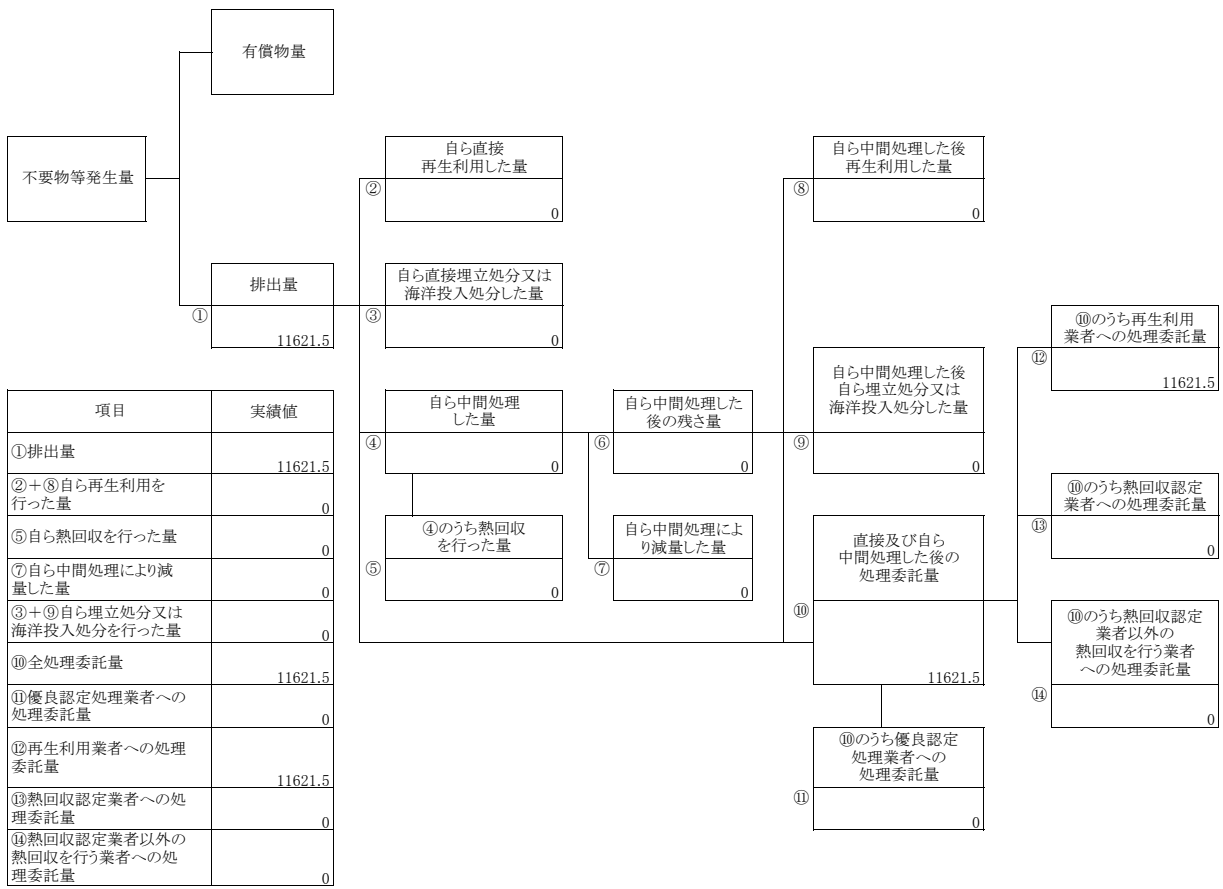 有償物量
不要物等発生量
排出量
①
11621.5
自ら直接
再生利用した量
②
0
自ら直接埋立処分又は
海洋投入処分した量
③
0
自ら中間処理
した量
④
0
④のうち熱回収
を行った量
⑤
0
自ら中間処理した
後の残さ量
⑥
0
自ら中間処理によ
り減量した量
⑦
0
自ら中間処理した後
再生利用した量
⑧
0
自ら中間処理した後
自ら埋立処分又は
海洋投入処分した量
⑨
0
直接及び自ら
中間処理した後の
処理委託量
⑩
11621.5
⑩のうち優良認定
処理業者への
処理委託量
⑪
0
⑩のうち再生利用
業者への処理委託量
⑫
11621.5
⑩のうち熱回収認定
業者への処理委託量
⑬
0
⑩のうち熱回収認定
業者以外の
熱回収を行う業者
への処理委託量
⑭
0
項目 実績値
①排出量
11621.5
②+⑧自ら再生利用を
行った量
0
⑤自ら熱回収を行った量
0
⑦自ら中間処理により減
量した量
0
③+⑨自ら埋立処分又は
海洋投入処分を行った量
0
⑩全処理委託量
11621.5
⑪優良認定処理業者への
処理委託量
0
⑫再生利用業者への処理
委託量
11621.5
⑬熱回収認定業者への処
理委託量
0
⑭熱回収認定業者以外の
熱回収を行う業者への処
理委託量
0